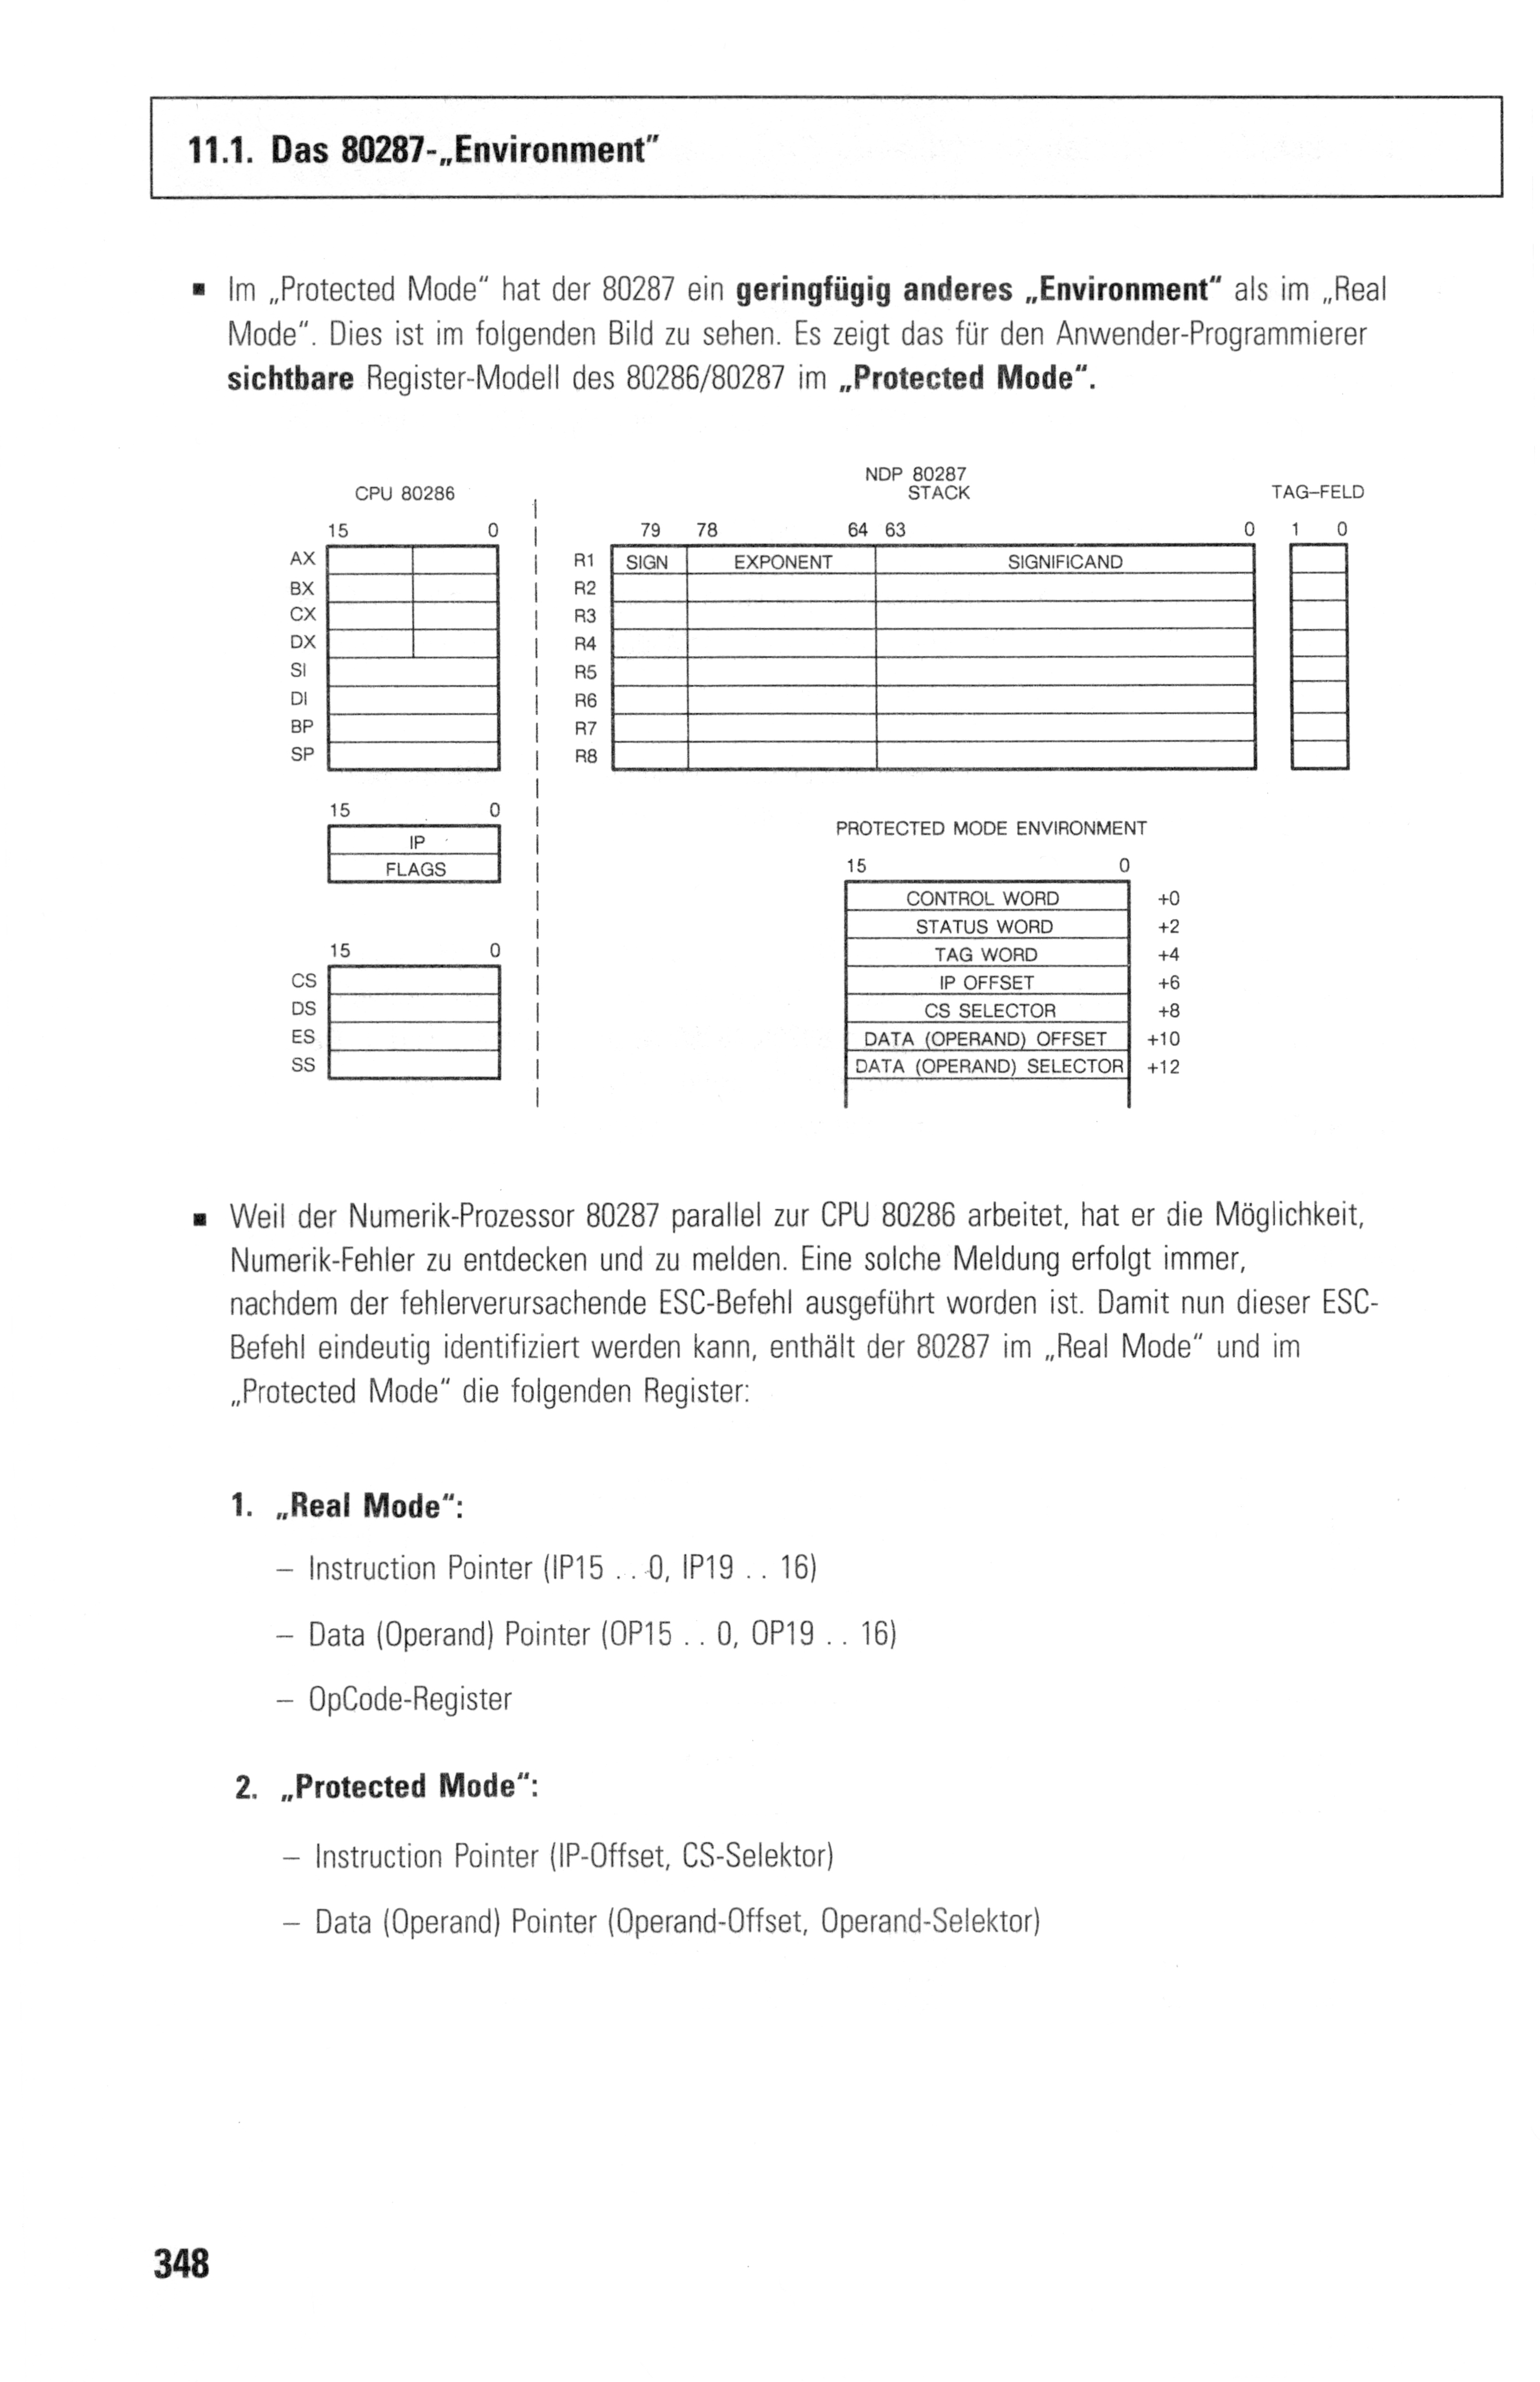 11.1. Das 80287-„Environment"
▪ Im „Protected Mode" hat der 80287 ein geringfügig anderes „Environment" als im „Real
Mode". Dies ist im folgenden Bild zu sehen. Es zeigt das für den Anwender-Programmierer
sichtbare Register-Modell des 80286/80287 im „Protected Mode".
CPU 80286
15 0
AX
BX
CX
DX
SI
DI
BP
SP
15 0
IP
FLAGS
15 0
CS
DS
ES
SS
NDP 80287
STACK
79 78 64 63 0
R1 SIGN EXPONENT SIGNIFICAND
R2
R3
R4
R5
R6
R7
R8
TAG–FELD
1 0
PROTECTED MODE ENVIRONMENT
15 0
CONTROL WORD +0
STATUS WORD +2
TAG WORD +4
IP OFFSET +6
CS SELECTOR +8
DATA (OPERAND) OFFSET +10
DATA (OPERAND) SELECTOR +12
▪ Weil der Numerik-Prozessor 80287 parallel zur CPU 80286 arbeitet, hat er die Möglichkeit,
Numerik-Fehler zu entdecken und zu melden. Eine solche Meldung erfolgt immer,
nachdem der fehlerverursachende ESC-Befehl ausgeführt worden ist. Damit nun dieser ESC-
Befehl eindeutig identifiziert werden kann, enthält der 80287 im „Real Mode" und im
„Protected Mode" die folgenden Register:
1. „Real Mode":
– Instruction Pointer (IP15 . . 0, IP19 . . 16)
– Data (Operand) Pointer (OP15 . . 0, OP19 . . 16)
– OpCode-Register
2. „Protected Mode":
– Instruction Pointer (IP-Offset, CS-Selektor)
– Data (Operand) Pointer (Operand-Offset, Operand-Selektor)
348